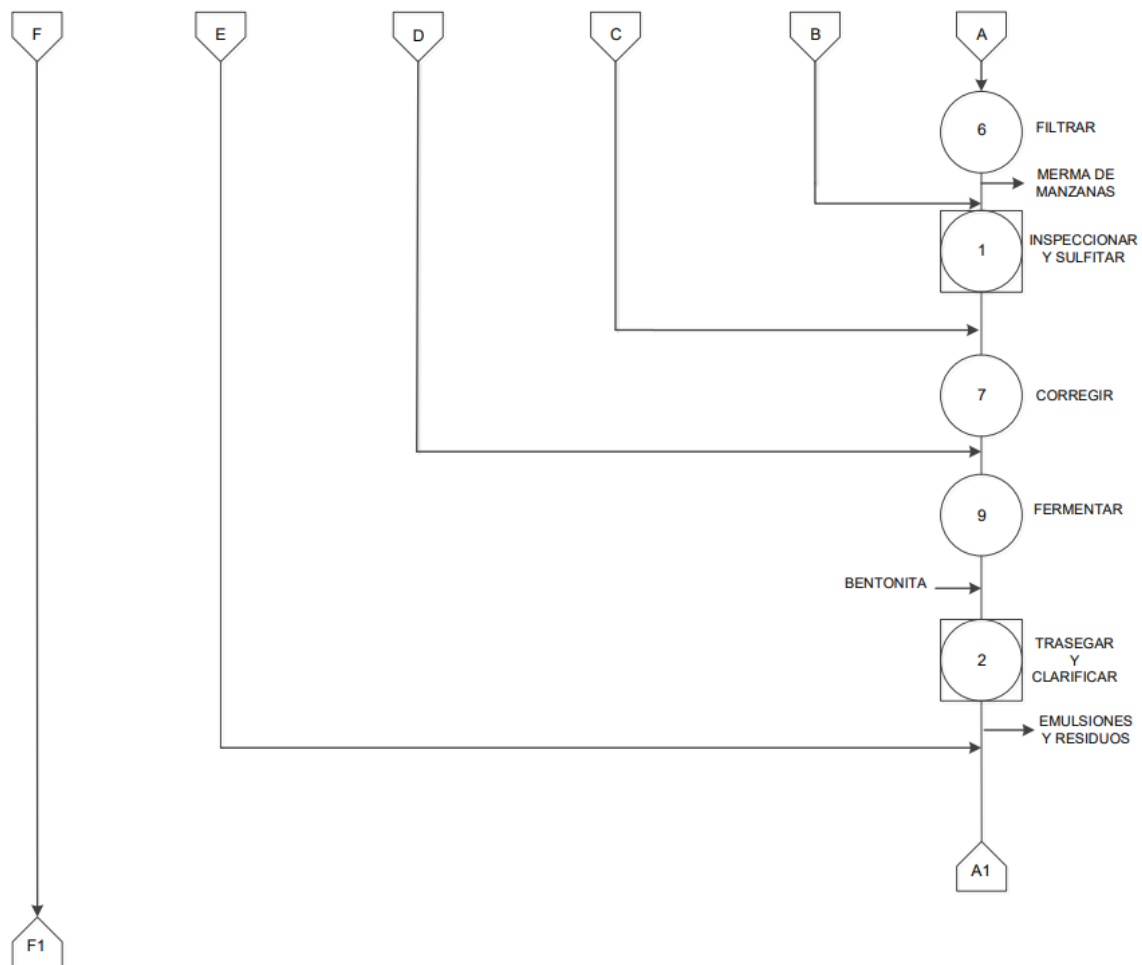 F
E
D
C
B
A
6
FILTRAR
MERMA DE
MANZANAS
1
INSPECCIONAR
Y SULFITAR
7
CORREGIR
9
FERMENTAR
BENTONITA
2
TRASEGAR
Y
CLARIFICAR
EMULSIONES
Y RESIDUOS
A1
F1